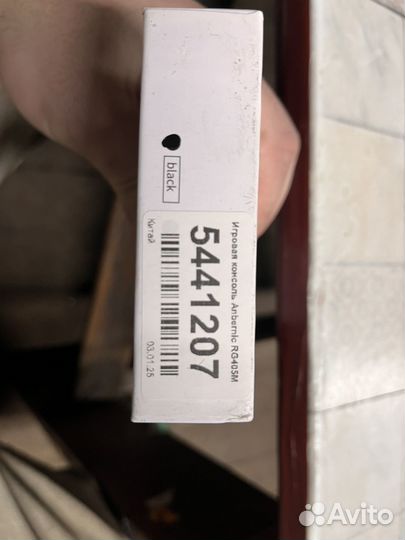 black
Игровая консоль Anbernic RG405M
5441207
Китай
03.01.25
Avito